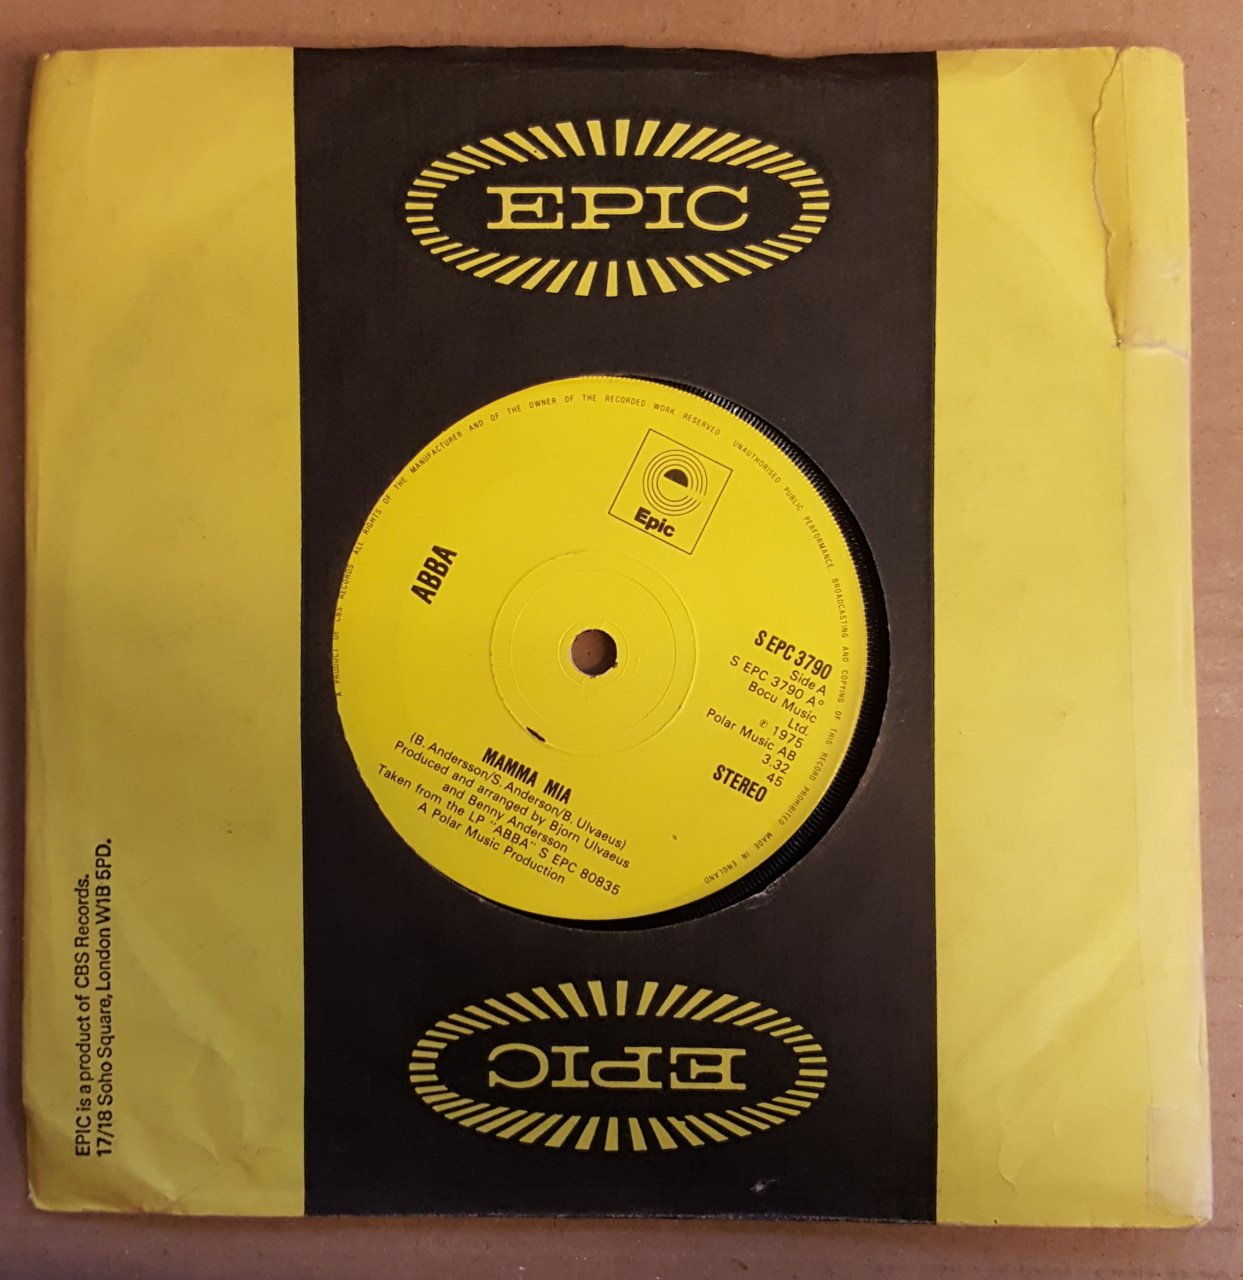 EPIC
A PRODUCT OF CBS RECORDS ALL RIGHTS OF THE MANUFACTURER AND OF THE OWNER OF THE RECORDED WORK RESERVED UNAUTHORISED PUBLIC PERFORMANCE, BROADCASTING AND COPYING OF THIS RECORD PROHIBITED MADE IN ENGLAND
Epic
ABBA
S EPC 3790
Side A
S EPC 3790 A°
Bocu Music
Ltd.
℗ 1975
Polar Music AB
3.32
45
STEREO
MAMMA MIA
(B. Andersson/S. Anderson/B. Ulvaeus)
Produced and arranged by Bjorn Ulvaeus
and Benny Andersson
Taken from the LP "ABBA" S EPC 80835
A Polar Music Production
EPIC
EPIC is a product of CBS Records.
17/18 Soho Square, London W1B 5PD.